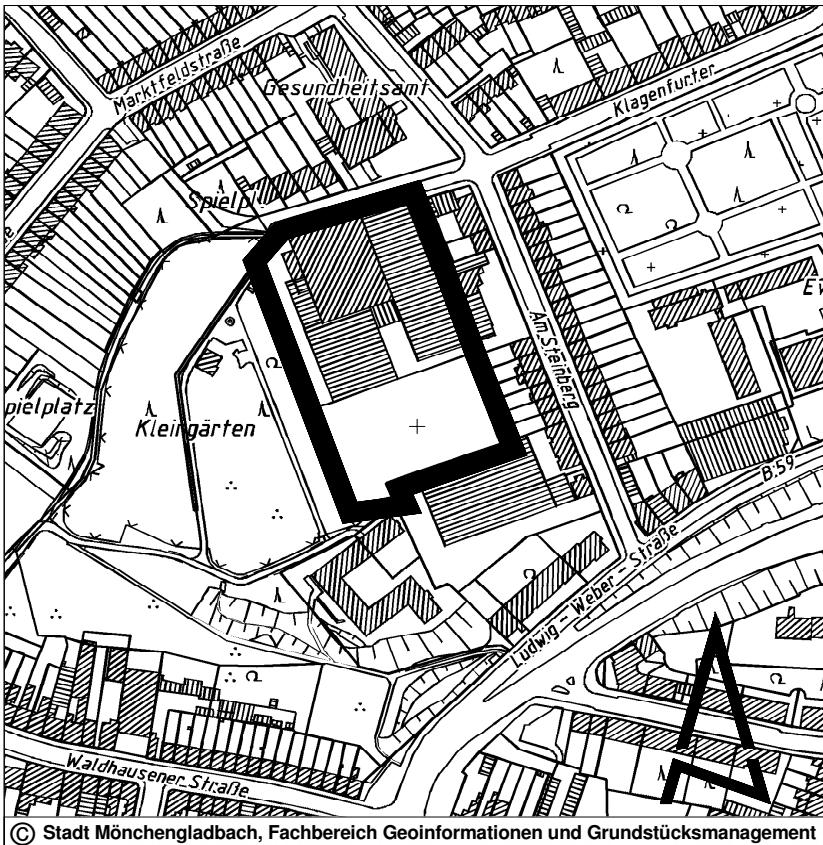 Marktfeldstraße
Gesundheitsamt
Klagenfurter
Spielpl
Am Steinberg
pielplatz
Kleingärten
B 59
Ludwig - Weber - Straße
Waldhausener Straße
© Stadt Mönchengladbach, Fachbereich Geoinformationen und Grundstücksmanagement